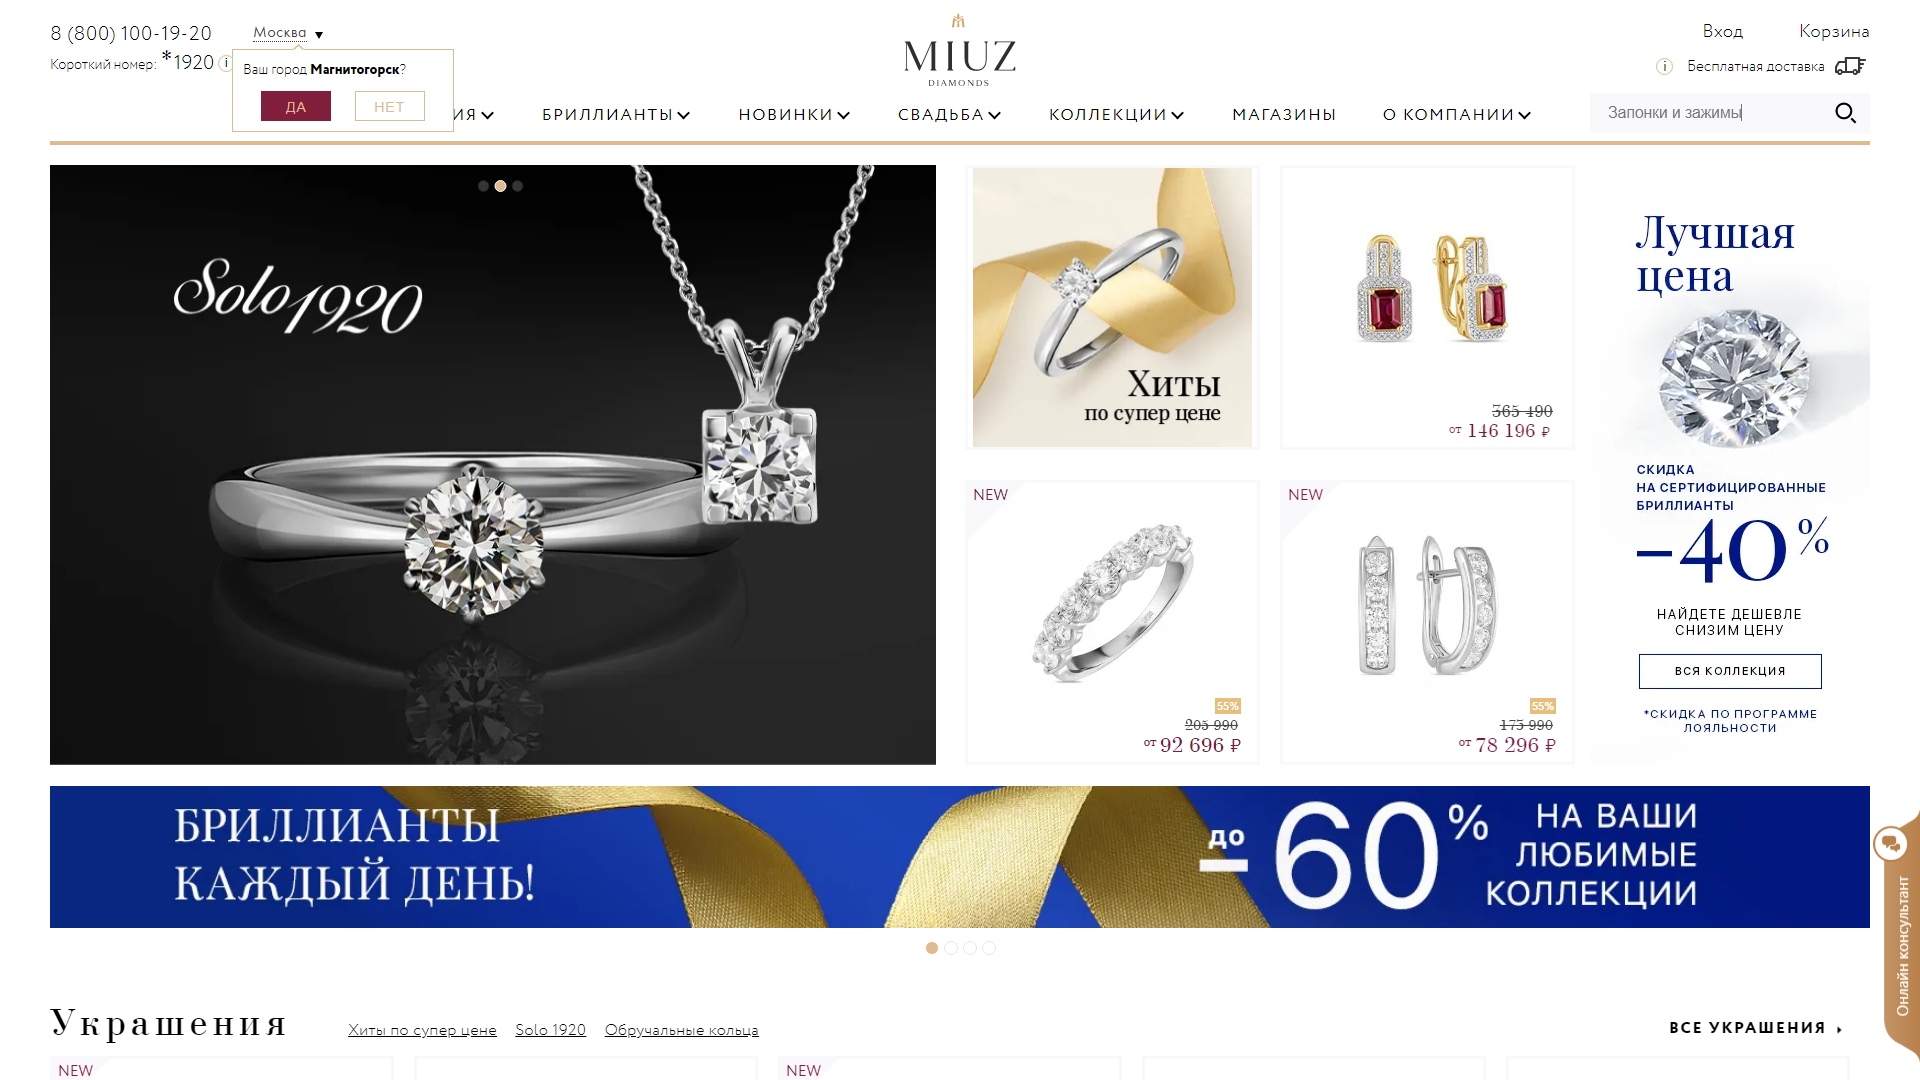 8 (800) 100-19-20
Москва ▼
Короткий номер: *1920
Ваш город Магнитогорск?
ДА
НЕТ
MIUZ
DIAMONDS
Вход
Корзина
Бесплатная доставка
БРИЛЛИАНТЫ
НОВИНКИ
СВАДЬБА
КОЛЛЕКЦИИ
МАГАЗИНЫ
О КОМПАНИИ
Запонки и зажимы
Solo 1920
Хиты
по супер цене
365 490
от 146 196 ₽
NEW
55%
205 990
от 92 696 ₽
NEW
55%
173 990
от 78 296 ₽
Лучшая
цена
СКИДКА
НА СЕРТИФИЦИРОВАННЫЕ
БРИЛЛИАНТЫ
–40%
НАЙДЕТЕ ДЕШЕВЛЕ
СНИЗИМ ЦЕНУ
ВСЯ КОЛЛЕКЦИЯ
*СКИДКА ПО ПРОГРАММЕ
ЛОЯЛЬНОСТИ
БРИЛЛИАНТЫ
КАЖДЫЙ ДЕНЬ!
до –60%
НА ВАШИ
ЛЮБИМЫЕ
КОЛЛЕКЦИИ
Онлайн консультант
Украшения
Хиты по супер цене
Solo 1920
Обручальные кольца
ВСЕ УКРАШЕНИЯ
NEW
NEW